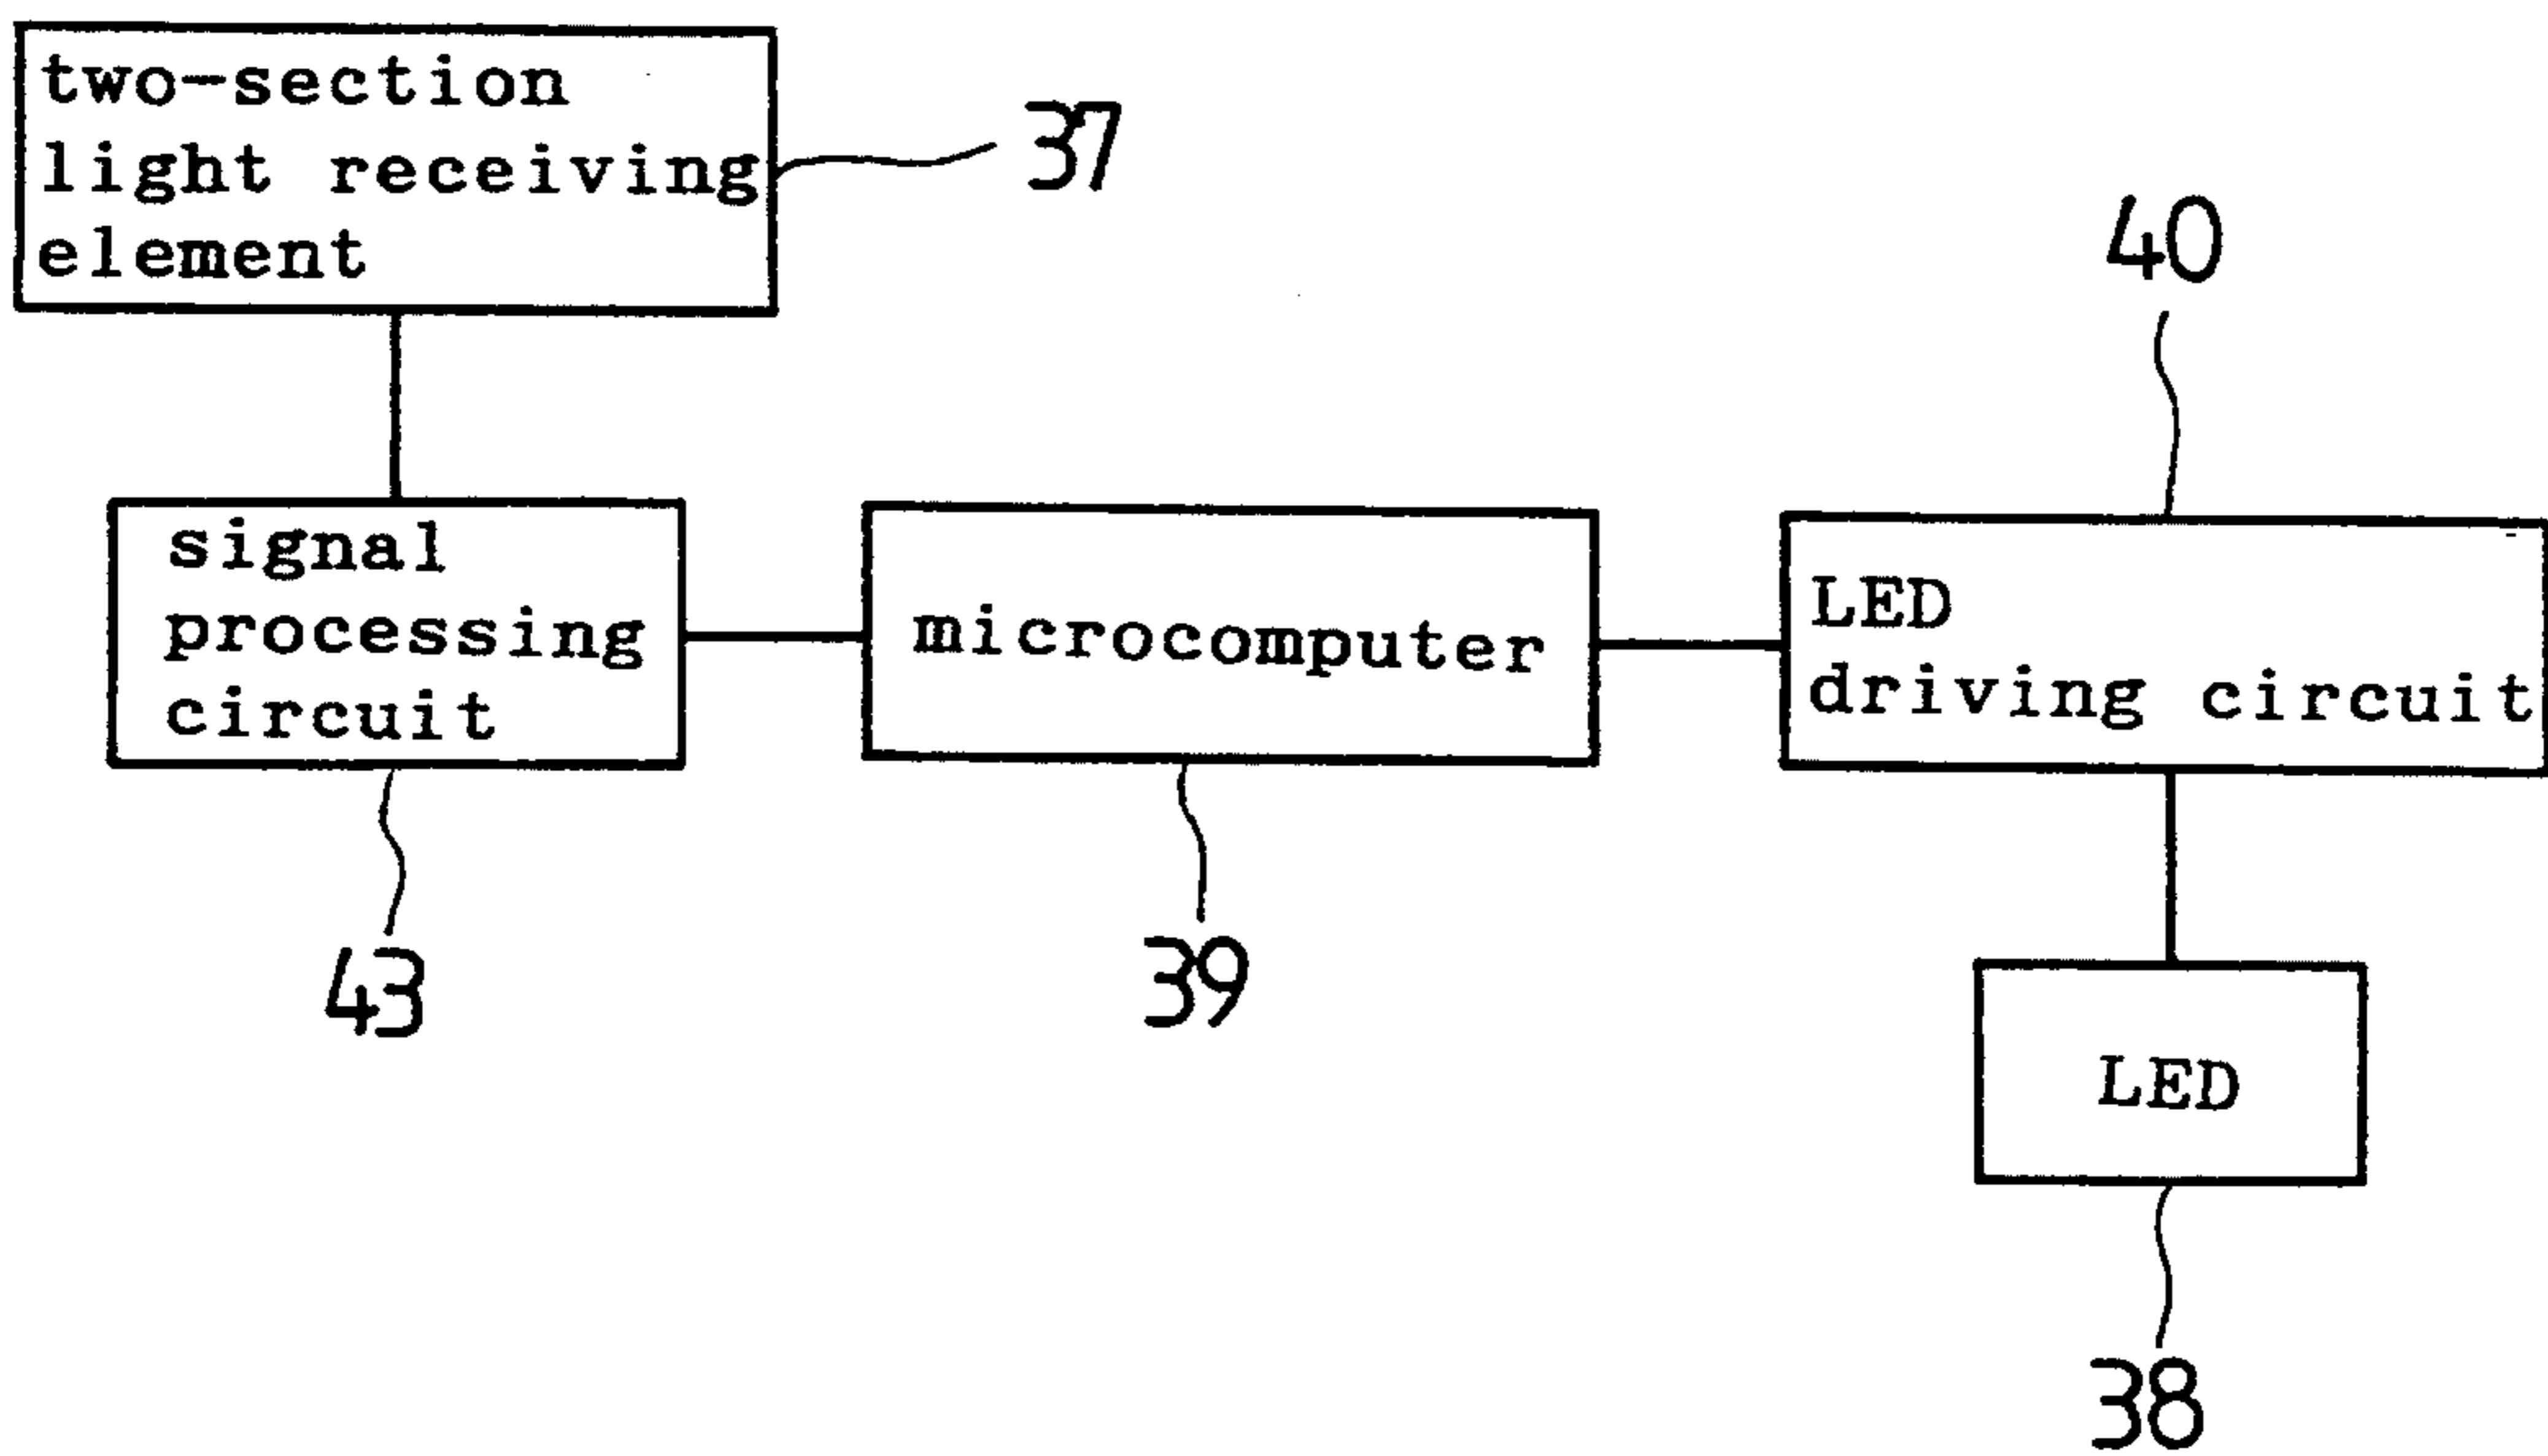 two-section
light receiving
element
37
40
signal
processing
circuit
microcomputer
LED
driving circuit
43
39
LED
38